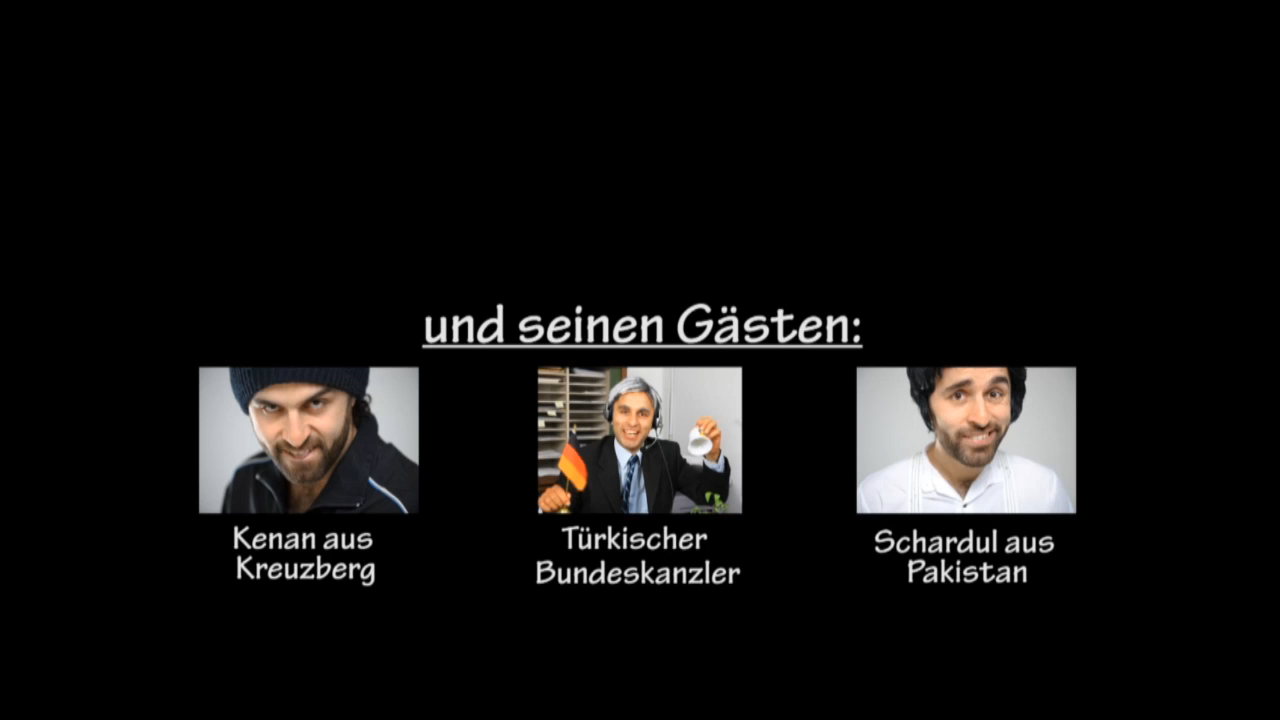 und seinen Gästen:
Kenan aus
Kreuzberg
Türkischer
Bundeskanzler
Schardul aus
Pakistan